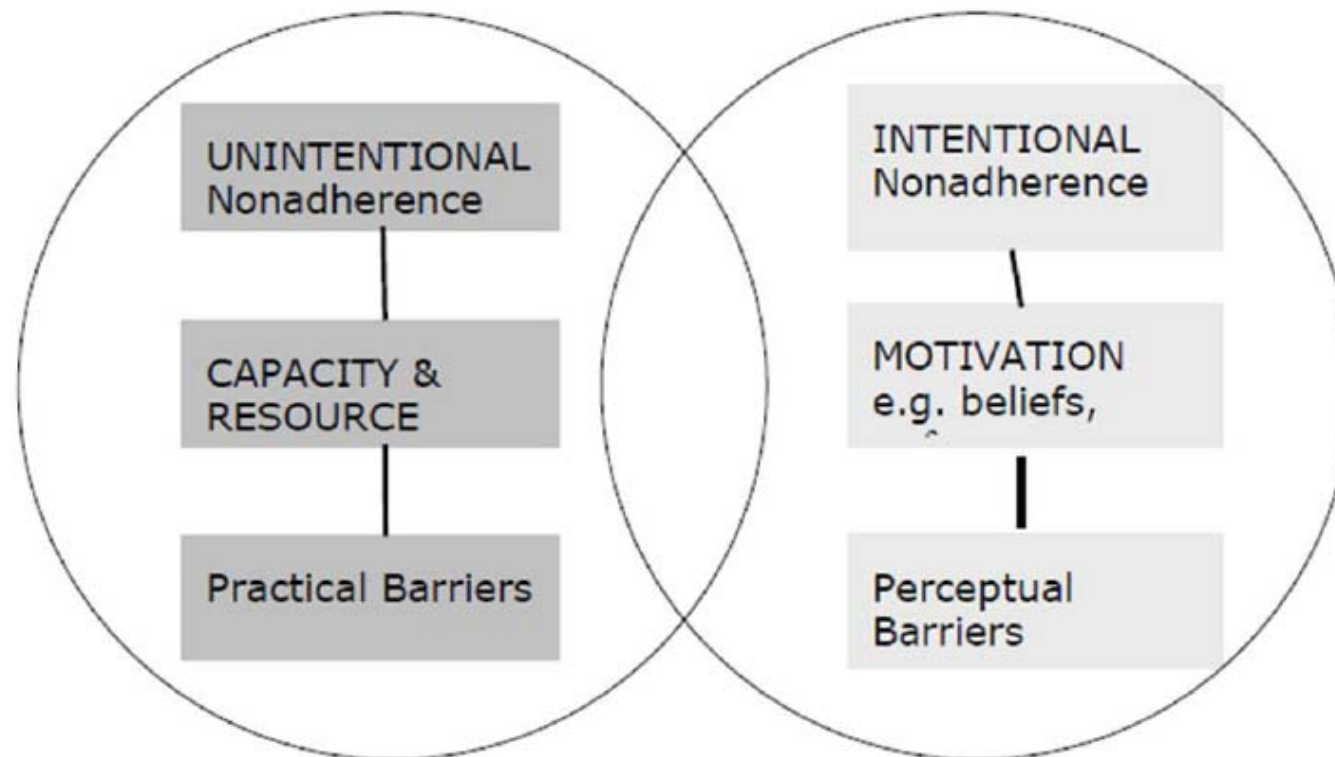 UNINTENTIONAL
Nonadherence
CAPACITY &
RESOURCE
Practical Barriers
INTENTIONAL
Nonadherence
MOTIVATION
e.g. beliefs,
Perceptual
Barriers